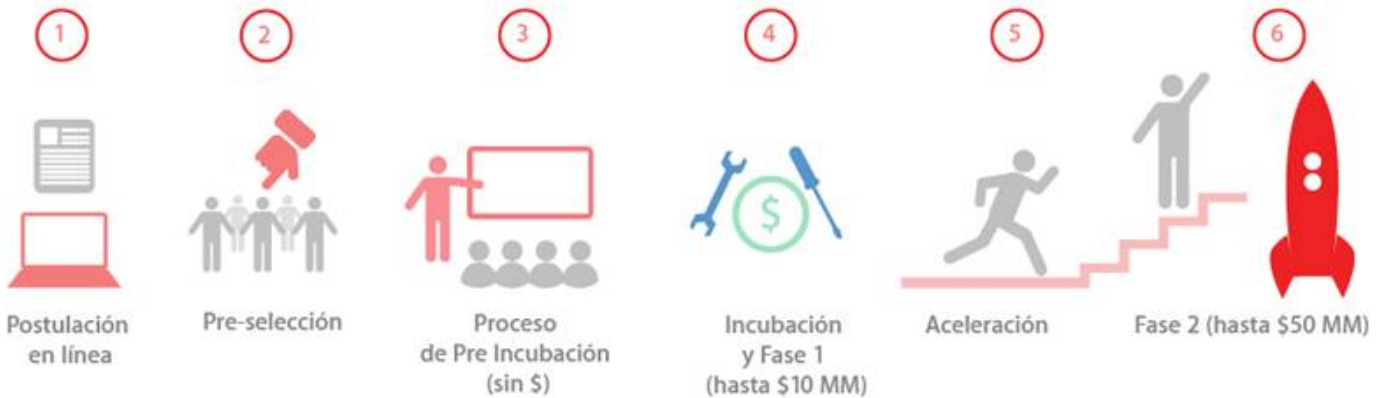 1
2
3
4
5
6
$
Postulación
en línea
Pre-selección
Proceso
de Pre Incubación
(sin $)
Incubación
y Fase 1
(hasta $10 MM)
Aceleración
Fase 2 (hasta $50 MM)